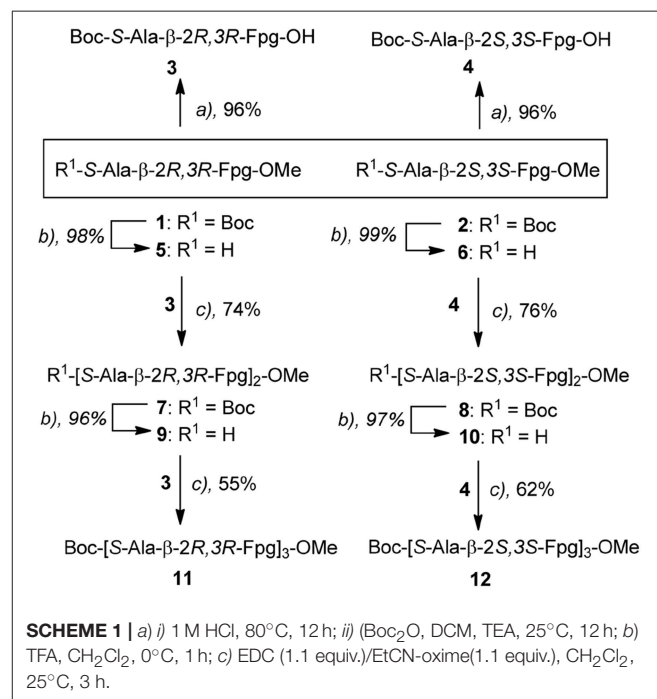 Boc-S-Ala-β-2R,3R-Fpg-OH Boc-S-Ala-β-2S,3S-Fpg-OH
3 4
a), 96% a), 96%
R¹-S-Ala-β-2R,3R-Fpg-OMe R¹-S-Ala-β-2S,3S-Fpg-OMe
b), 98% 1: R¹ = Boc b), 99% 2: R¹ = Boc
5: R¹ = H 6: R¹ = H
3 c), 74% 4 c), 76%
R¹-[S-Ala-β-2R,3R-Fpg]₂-OMe R¹-[S-Ala-β-2S,3S-Fpg]₂-OMe
b), 96% 7: R¹ = Boc b), 97% 8: R¹ = Boc
9: R¹ = H 10: R¹ = H
3 c), 55% 4 c), 62%
Boc-[S-Ala-β-2R,3R-Fpg]₃-OMe Boc-[S-Ala-β-2S,3S-Fpg]₃-OMe
11 12
SCHEME 1 | a) i) 1 M HCl, 80°C, 12 h; ii) (Boc₂O, DCM, TEA, 25°C, 12 h; b)
TFA, CH₂Cl₂, 0°C, 1 h; c) EDC (1.1 equiv.)/EtCN-oxime(1.1 equiv.), CH₂Cl₂,
25°C, 3 h.